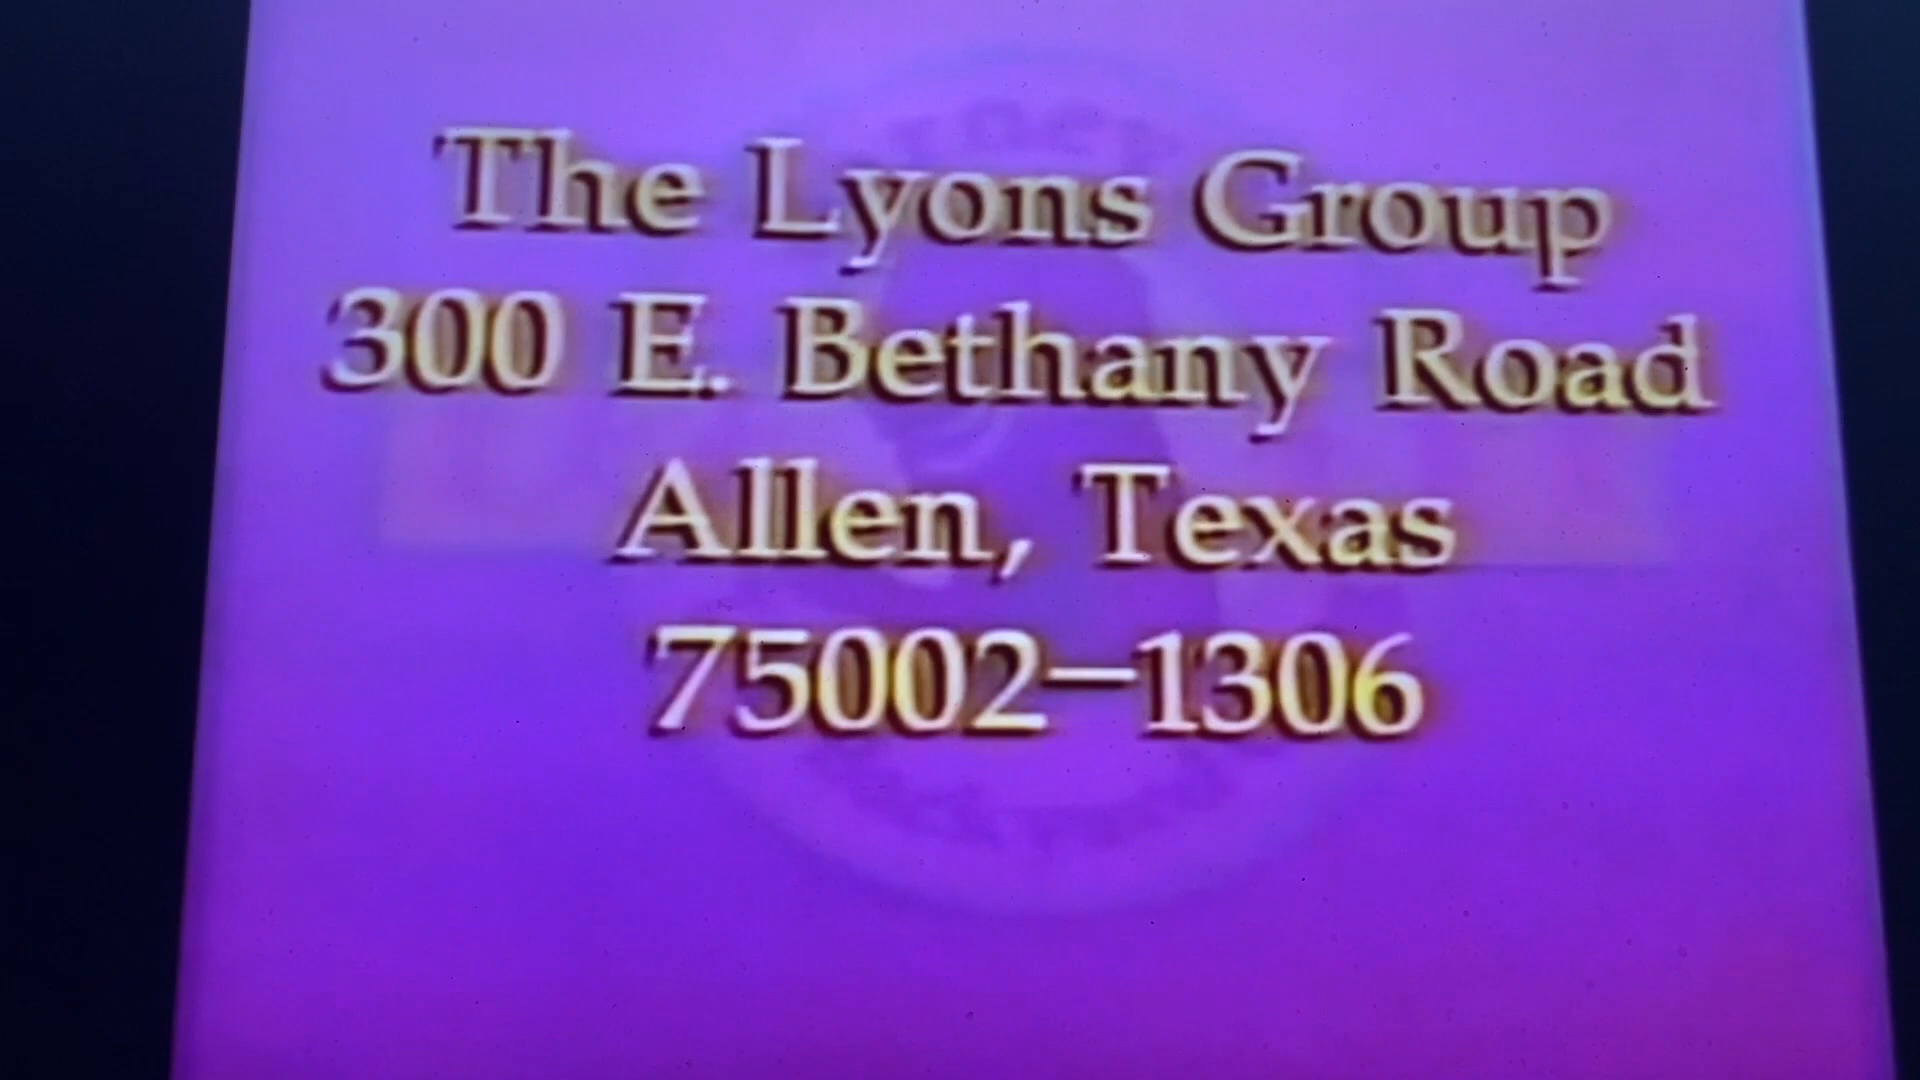 The Lyons Group
300 E. Bethany Road
Allen, Texas
75002–1306